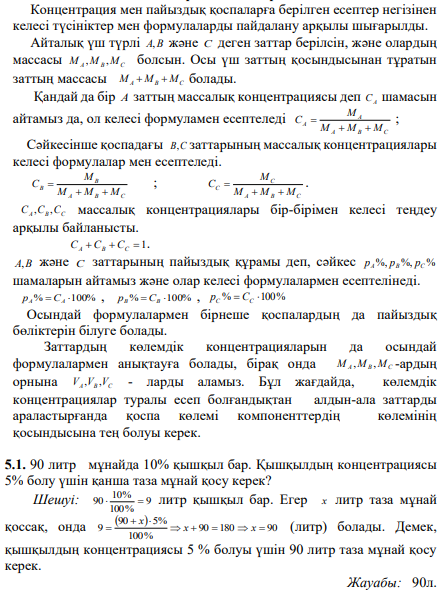 Концентрация мен пайыздық қоспаларға берілген есептер негізінен
келесі түсініктер мен формулаларды пайдалану арқылы шығарылды.
Айталық үш түрлі A,B және C деген заттар берілсін, және олардың
массасы M_A, M_B, M_C болсын. Осы үш заттың қосындысынан тұратын
заттың массасы M_A + M_B + M_C болады.
Қандай да бір A заттың массалық концентрациясы деп C_A шамасын
айтамыз да, ол келесі формуламен есептеледі C_A = M_A / (M_A + M_B + M_C) ;
Сәйкесінше қоспадағы B,C заттарының массалық концентрациялары
келесі формулалар мен есептеледі.
C_B = M_B / (M_A + M_B + M_C) ; C_C = M_C / (M_A + M_B + M_C) .
C_A, C_B, C_C массалық концентрациялары бір-бірімен келесі теңдеу
арқылы байланысты.
C_A + C_B + C_C = 1.
A,B және C заттарының пайыздық құрамы деп, сәйкес p_A%, p_B%, p_C%
шамаларын айтамыз және олар келесі формулалармен есептелінеді.
p_A% = C_A · 100% , p_B% = C_B · 100% , p_C% = C_C · 100%
Осындай формулалармен бірнеше қоспалардың да пайыздық
бөліктерін білуге болады.
Заттардың көлемдік концентрацияларын да осындай
формулалармен анықтауға болады, бірақ онда M_A, M_B, M_C -ардың
орнына V_A, V_B, V_C - ларды аламыз. Бұл жағдайда, көлемдік
концентрациялар туралы есеп болғандықтан алдын-ала заттарды
араластырғанда қоспа көлемі компоненттердің көлемінің
қосындысына тең болуы керек.
5.1. 90 литр мұнайда 10% қышқыл бар. Қышқылдың концентрациясы
5% болу үшін қанша таза мұнай қосу керек?
Шешуі: 90 · 10% / 100% = 9 литр қышқыл бар. Егер x литр таза мұнай
қоссақ, онда 9 = (90 + x) · 5% / 100% ⇒ x + 90 = 180 ⇒ x = 90 (литр) болады. Демек,
қышқылдың концентрациясы 5 % болуы үшін 90 литр таза мұнай қосу
керек.
Жауабы: 90л.